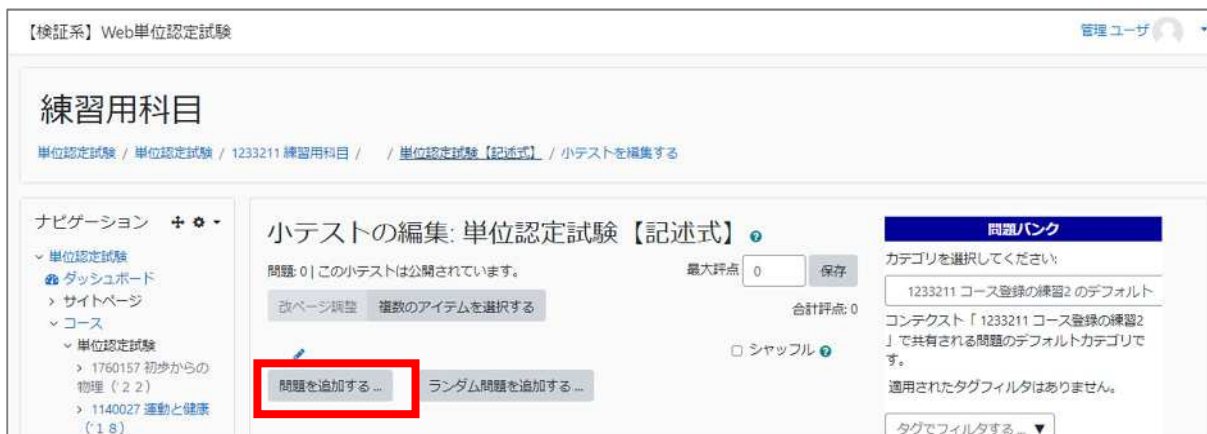 【検証系】Web単位認定試験
管理 ユーザ
練習用科目
単位認定試験 / 単位認定試験 / 1233211 練習用科目 / / 単位認定試験【記述式】 / 小テストを編集する
ナビゲーション
単位認定試験
ダッシュボード
サイトページ
コース
単位認定試験
1760157 初歩からの
物理（'２２）
1140027 運動と健康
（'１８）
小テストの編集: 単位認定試験【記述式】
問題: 0 | この小テストは公開されています。
最大評点 0 保存
改ページ調整 複数のアイテムを選択する
合計評点: 0
シャッフル
問題を追加する ...
ランダム問題を追加する ...
問題バンク
カテゴリを選択してください:
1233211 コース登録の練習2 のデフォルト
コンテクスト「 1233211 コース登録の練習2
」で共有される問題のデフォルトカテゴリで
す。
適用されたタグフィルタはありません。
タグでフィルタする ... ▼